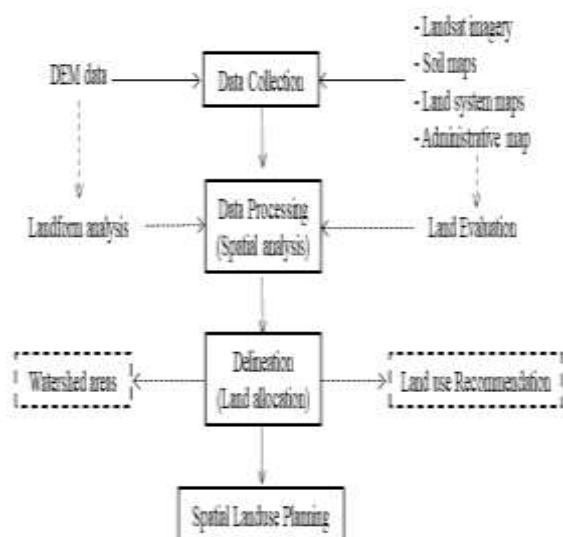 - Landsat imagery
DEM data
Data Collection
- Soil maps
- Land system maps
- Administrative map
Landform analysis
Data Processing
(Spatial analysis)
Land Evaluation
Watershed areas
Delineation
(Land allocation)
Land use Recommendation
Spatial Landuse Planning